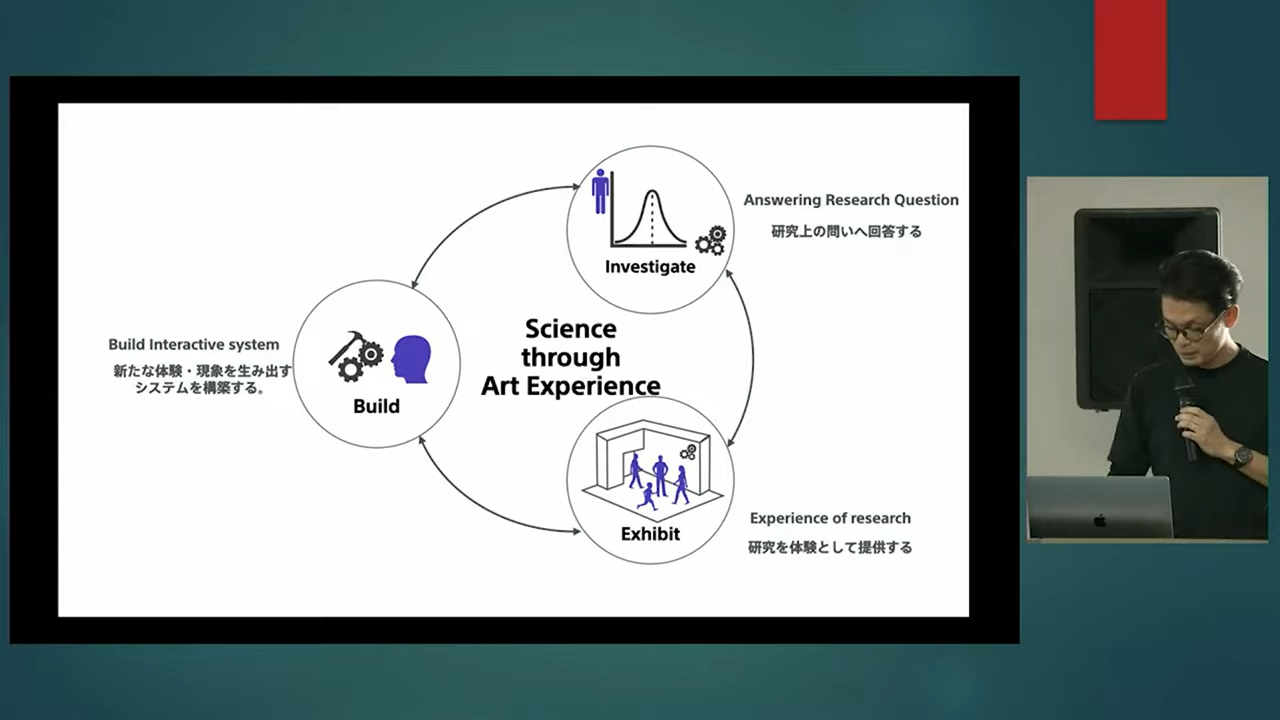 Answering Research Question
研究上の問いへ回答する
Investigate
Science
through
Art Experience
Build Interactive system
新たな体験・現象を生み出す
システムを構築する。
Build
Exhibit
Experience of research
研究を体験として提供する